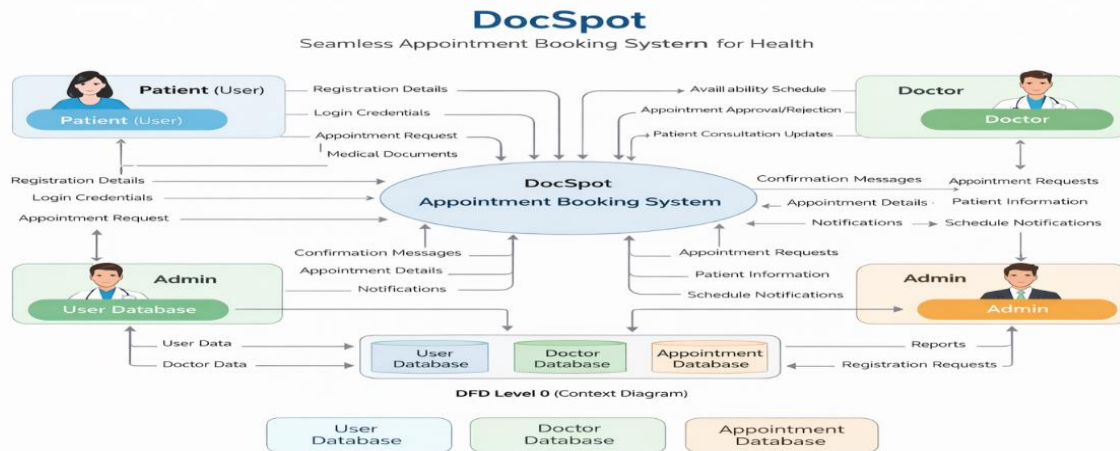 DocSpot
Seamless Appointment Booking System for Health
Patient (User)
Patient (User)
Registration Details
Login Credentials
Appointment Request
Medical Documents
Availlability Schedule
Appointment Approval/Rejection
Patient Consultation Updates
Doctor
Doctor
Registration Details
Login Credentials
Appointment Request
DocSpot
Appointment Booking System
Confirmation Messages
Appointment Details
Notifications
Appointment Requests
Patient Information
Schedule Notifications
Admin
User Database
Confirmation Messages
Appointment Details
Notifications
Appointment Requests
Patient Information
Schedule Notifications
Admin
Admin
User Data
Doctor Data
User
Database
Doctor
Database
Appointment
Database
Reports
Registration Requests
DFD Level 0 (Context Diagram)
User
Database
Doctor
Database
Appointment
Database